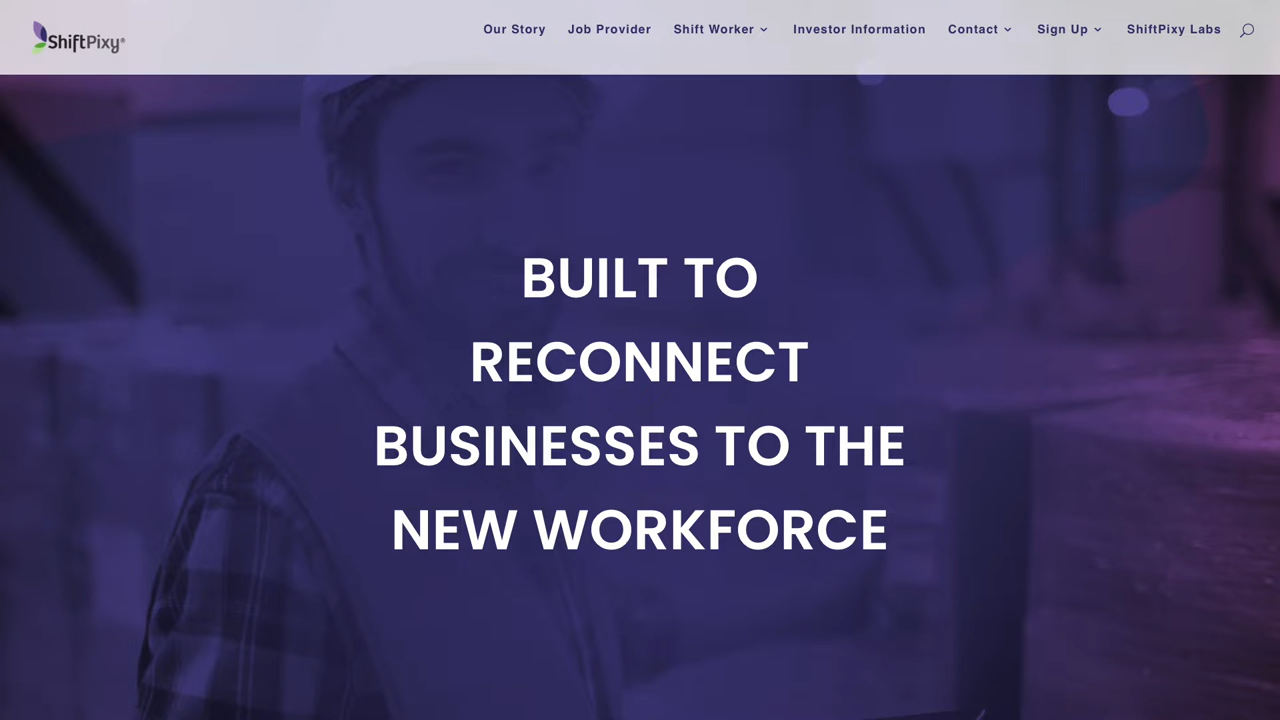 ShiftPixy®
Our Story Job Provider Shift Worker Investor Information Contact Sign Up ShiftPixy Labs
BUILT TO
RECONNECT
BUSINESSES TO THE
NEW WORKFORCE